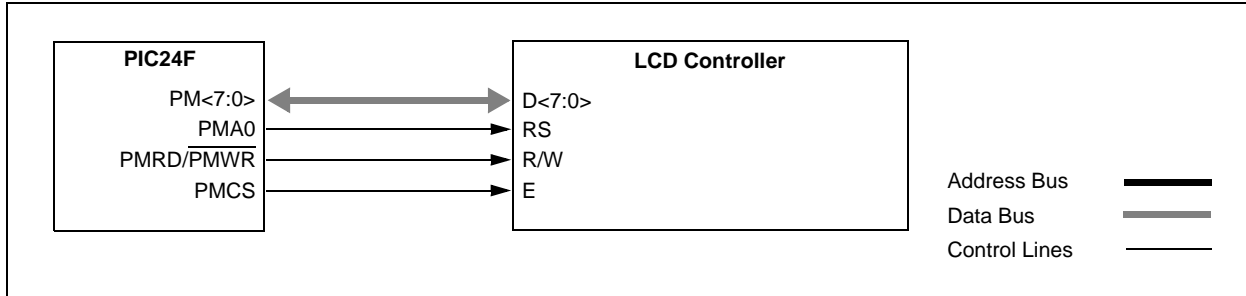 PIC24F
PM<7:0>
PMA0
PMRD/PMWR
PMCS
LCD Controller
D<7:0>
RS
R/W
E
Address Bus
Data Bus
Control Lines